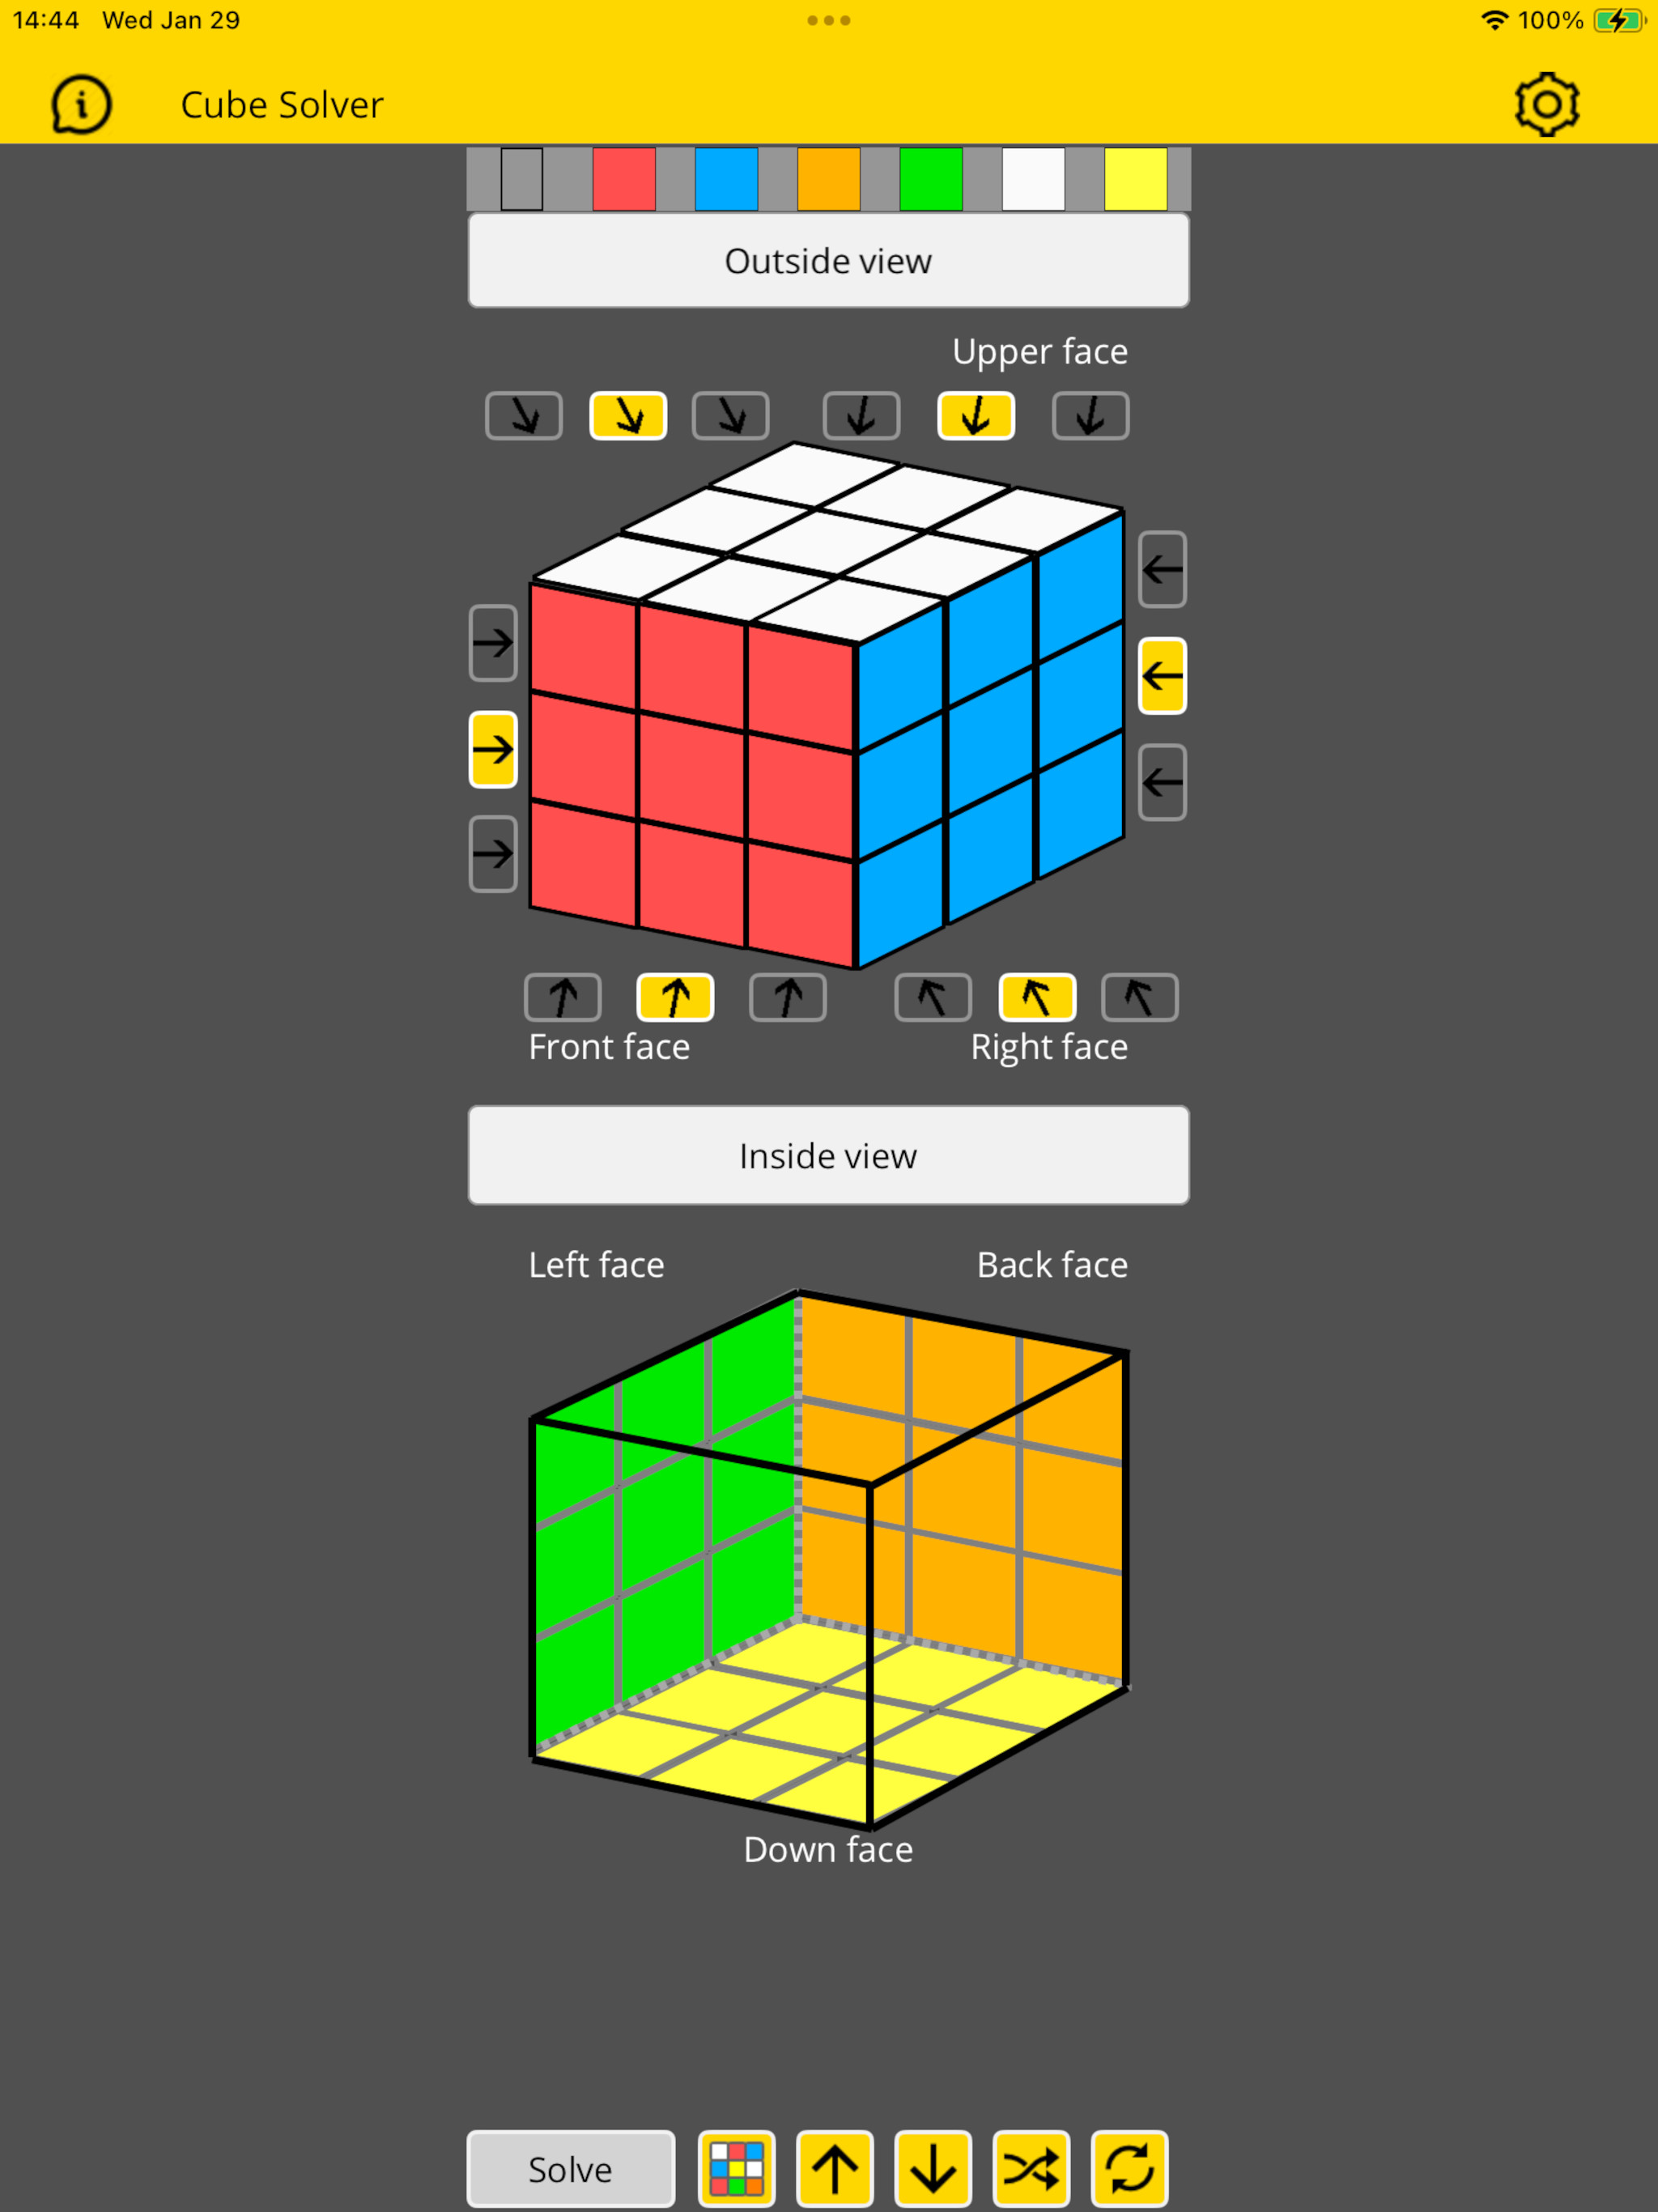 14:44 Wed Jan 29
100%
Cube Solver
Outside view
Upper face
Front face
Right face
Inside view
Left face
Back face
Down face
Solve